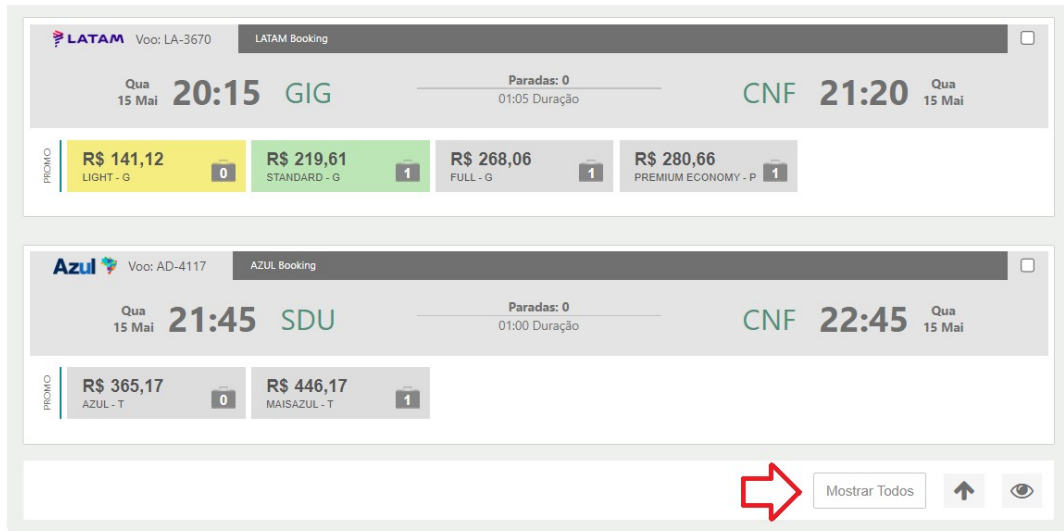 LATAM Voo: LA-3670 LATAM Booking
Qua
15 Mai 20:15 GIG
Paradas: 0
01:05 Duração
CNF 21:20 Qua
15 Mai
PROMO
R$ 141,12
LIGHT - G
0
R$ 219,61
STANDARD - G
1
R$ 268,06
FULL - G
1
R$ 280,66
PREMIUM ECONOMY - P
1
Azul Voo: AD-4117 AZUL Booking
Qua
15 Mai 21:45 SDU
Paradas: 0
01:00 Duração
CNF 22:45 Qua
15 Mai
PROMO
R$ 365,17
AZUL - T
0
R$ 446,17
MAISAZUL - T
1
Mostrar Todos